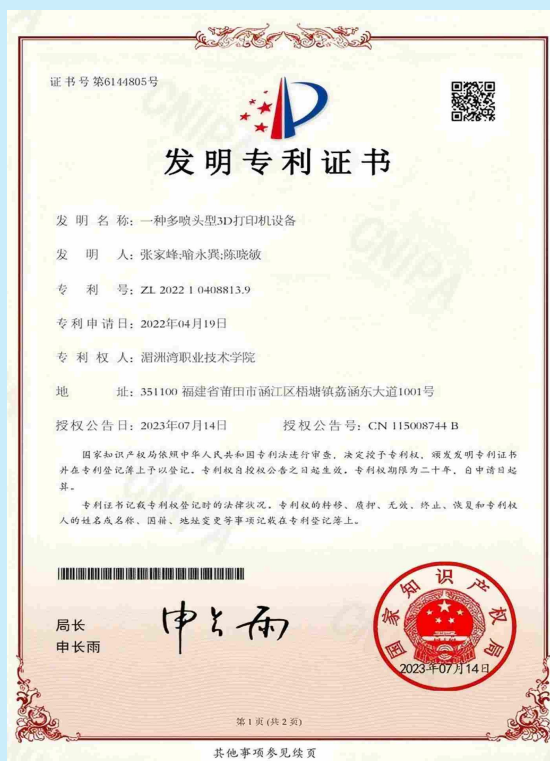 证书号第6144805号
发明专利证书
发明名称：一种多喷头型3D打印机设备
发明人：张家峰;喻永巽;陈晓敏
专利号：ZL 2022 1 0408813.9
专利申请日：2022年04月19日
专利权人：湄洲湾职业技术学院
地址：351100 福建省莆田市涵江区梧塘镇荔涵东大道1001号
授权公告日：2023年07月14日 授权公告号：CN 115008744 B
国家知识产权局依照中华人民共和国专利法进行审查，决定授予专利权，颁发发明专利证书
并在专利登记簿上予以登记。专利权自授权公告之日起生效。专利权期限为二十年，自申请日起
算。
专利证书记载专利权登记时的法律状况。专利权的转移、质押、无效、终止、恢复和专利权
人的姓名或名称、国籍、地址变更等事项记载在专利登记簿上。
局长
申长雨
申长雨
国家知识产权局
2023年07月14日
第1页(共2页)
其他事项参见续页
CNIPA